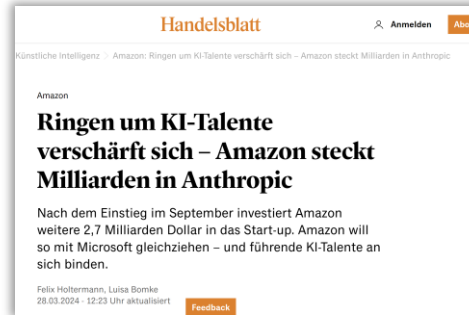 Handelsblatt
Anmelden
Künstliche Intelligenz > Amazon: Ringen um KI-Talente verschärft sich – Amazon steckt Milliarden in Anthropic
Amazon
Ringen um KI-Talente
verschärft sich – Amazon steckt
Milliarden in Anthropic
Nach dem Einstieg im September investiert Amazon
weitere 2,7 Milliarden Dollar in das Start-up. Amazon will
so mit Microsoft gleichziehen – und führende KI-Talente an
sich binden.
Felix Holtermann, Luisa Bomke
28.03.2024 - 12:23 Uhr aktualisiert
Feedback